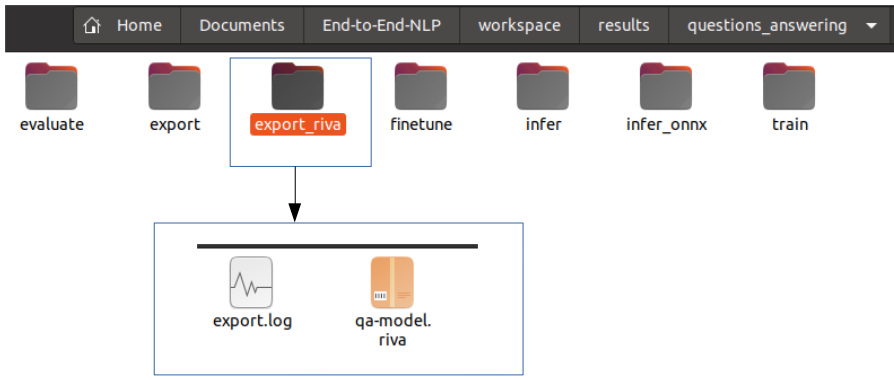 Home Documents End-to-End-NLP workspace results questions_answering
evaluate export export_riva finetune infer infer_onnx train
export.log qa-model.
riva